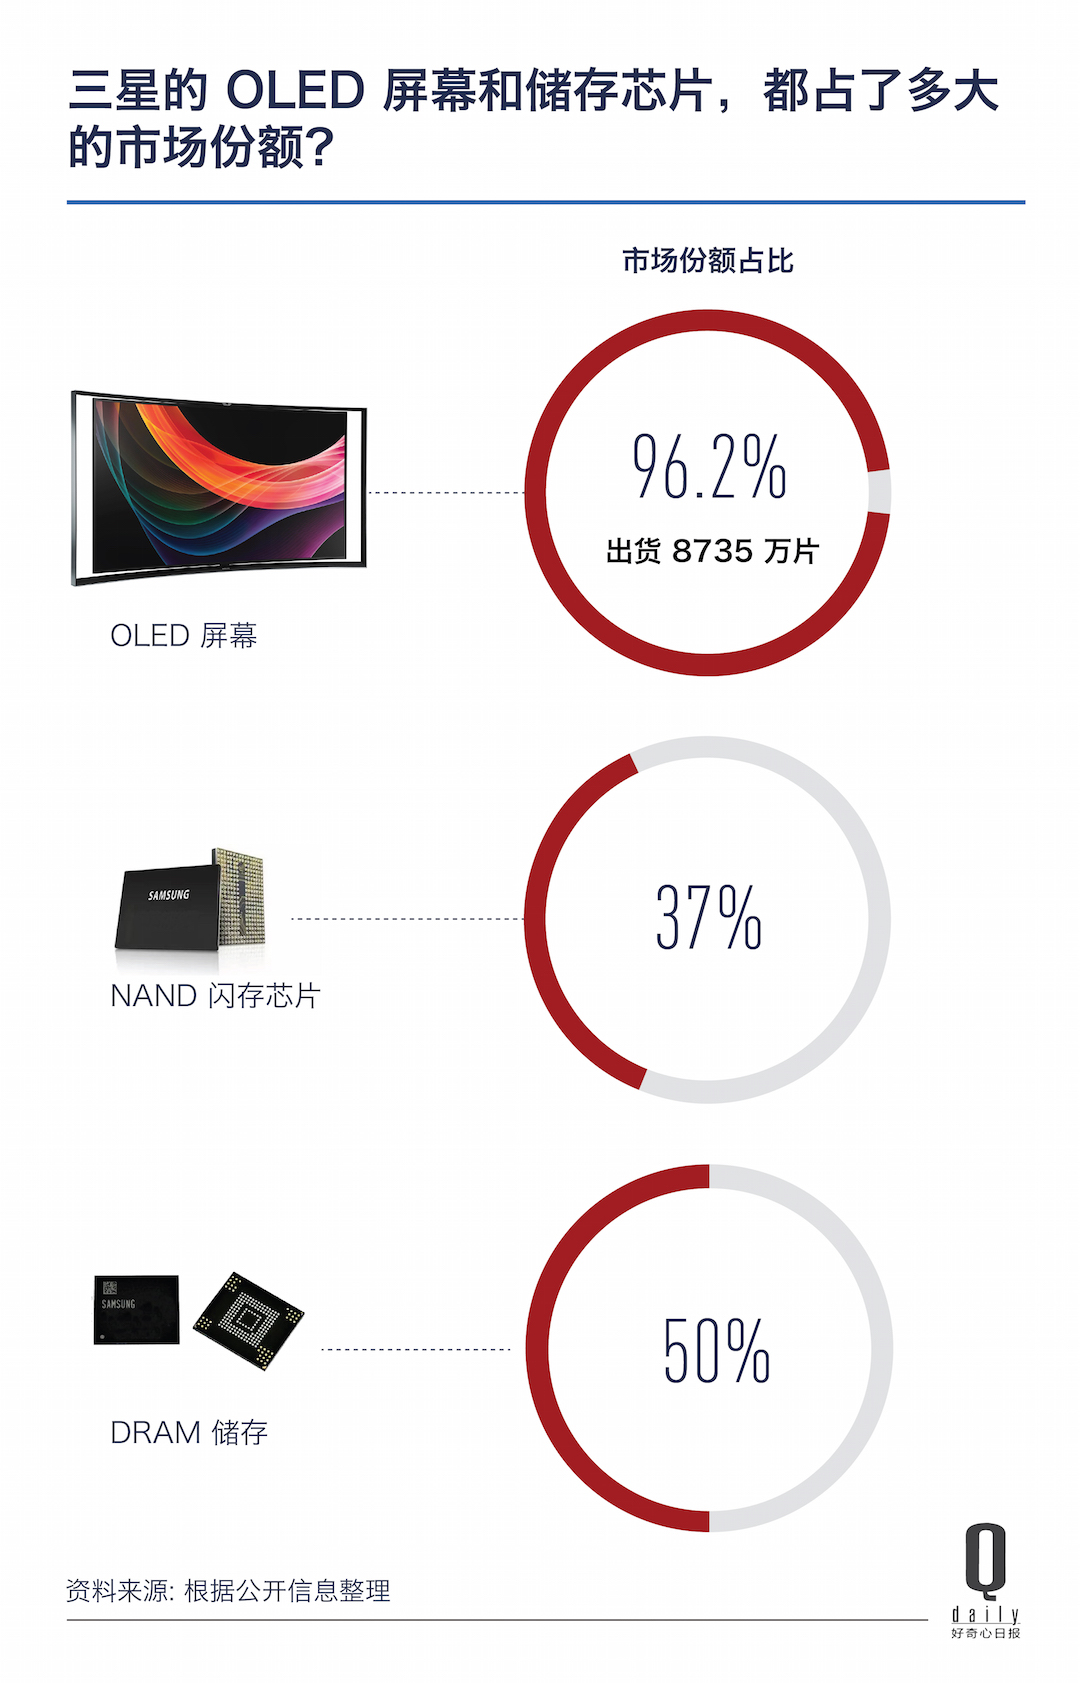 三星的 OLED 屏幕和储存芯片，都占了多大
的市场份额？
市场份额占比
96.2%
出货 8735 万片
OLED 屏幕
SAMSUNG
37%
NAND 闪存芯片
SAMSUNG
50%
DRAM 储存
资料来源: 根据公开信息整理
Q
daily
好奇心日报